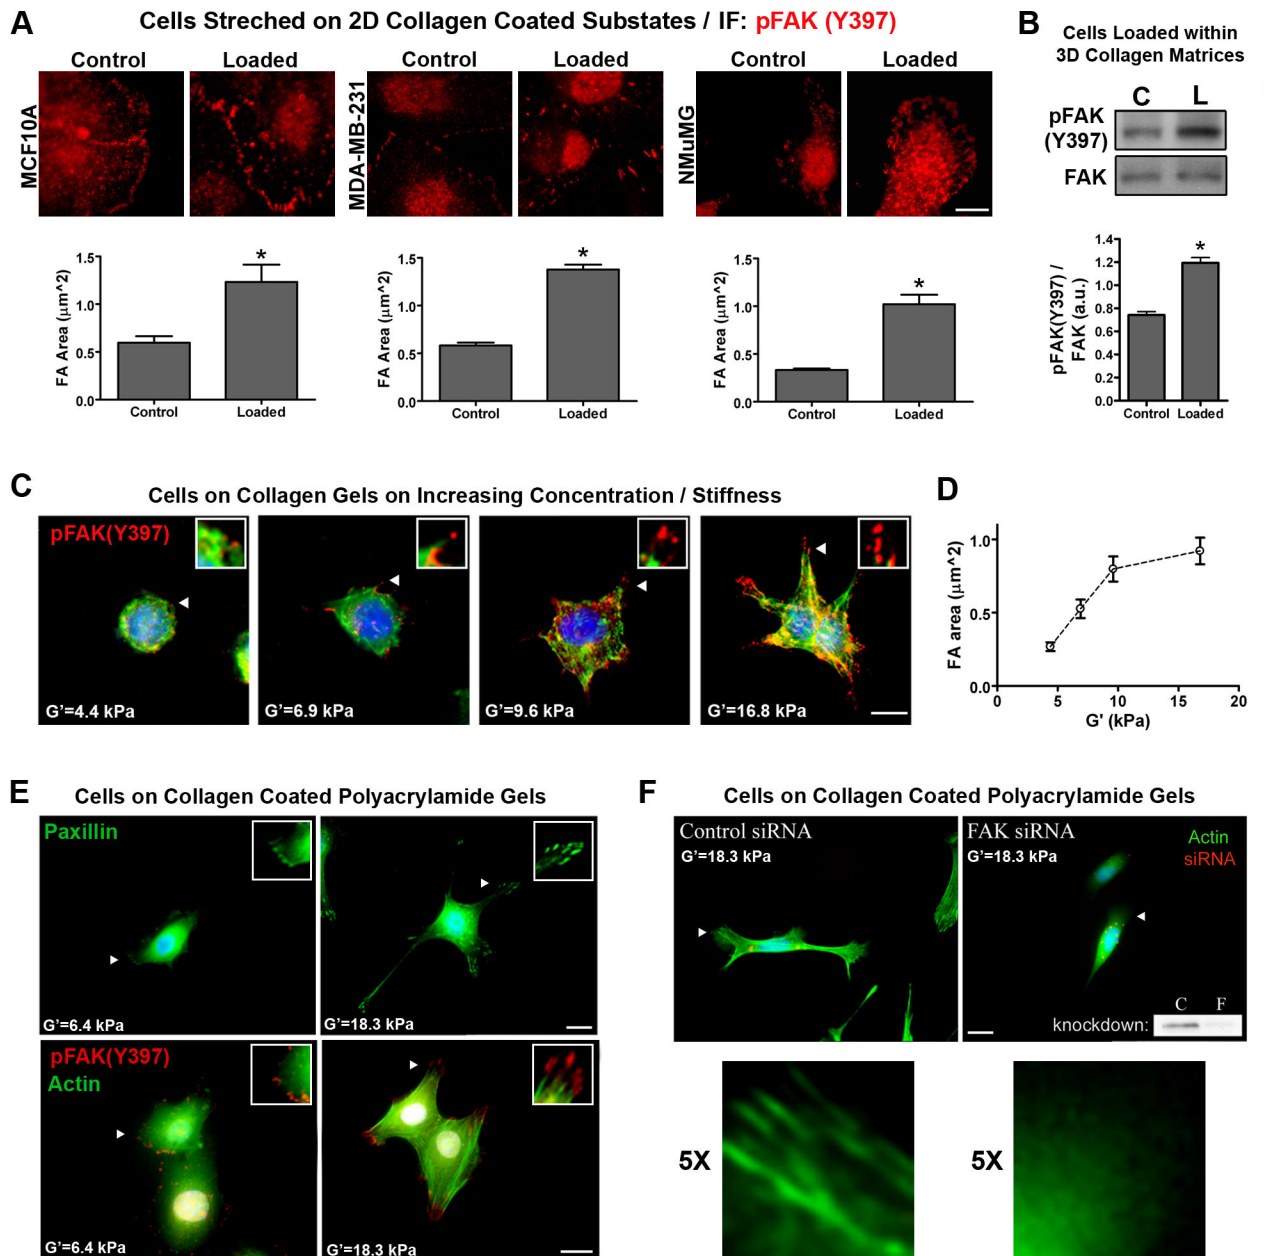 A
Cells Streched on 2D Collagen Coated Substates / IF: pFAK (Y397)
Control
Loaded
Control
Loaded
Control
Loaded
MCF10A
MDA-MB-231
NMuMG
FA Area (μm^2)
1.5
1.0
0.5
0.0
*
Control
Loaded
FA Area (μm^2)
1.5
1.0
0.5
0.0
*
Control
Loaded
FA Area (μm^2)
1.5
1.0
0.5
0.0
*
Control
Loaded
B
Cells Loaded within
3D Collagen Matrices
C L
pFAK
(Y397)
FAK
pFAK(Y397) /
FAK (a.u.)
1.4
1.2
1.0
0.8
0.6
0.4
0.2
0.0
*
Control Loaded
C
Cells on Collagen Gels on Increasing Concentration / Stiffness
pFAK(Y397)
G'=4.4 kPa
G'=6.9 kPa
G'=9.6 kPa
G'=16.8 kPa
D
FA area (μm^2)
1.0
0.5
0.0
0 5 10 15 20
G' (kPa)
E
Cells on Collagen Coated Polyacrylamide Gels
Paxillin
G'=6.4 kPa
G'=18.3 kPa
pFAK(Y397)
Actin
G'=6.4 kPa
G'=18.3 kPa
F
Cells on Collagen Coated Polyacrylamide Gels
Control siRNA
G'=18.3 kPa
FAK siRNA
G'=18.3 kPa
Actin
siRNA
C F
knockdown:
5X
5X